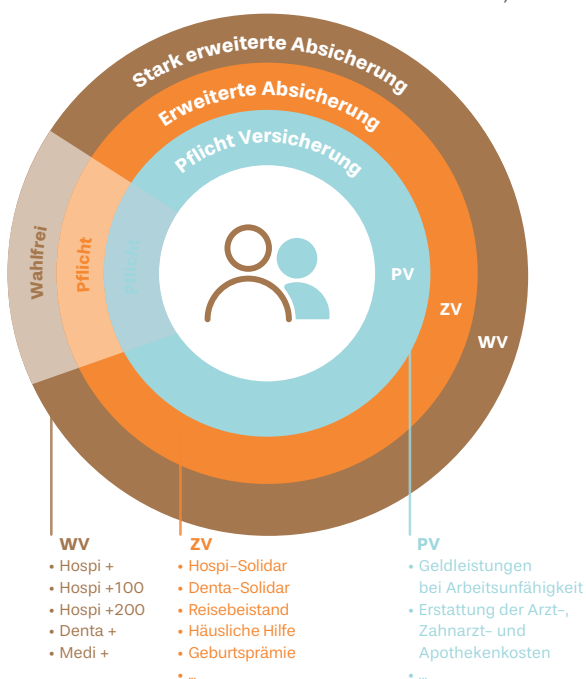 Stark erweiterte Absicherung
Erweiterte Absicherung
Pflicht Versicherung
Wahlfrei
Pflicht
Pflicht
PV
ZV
WV
WV
• Hospi +
• Hospi +100
• Hospi +200
• Denta +
• Medi +
ZV
• Hospi-Solidar
• Denta-Solidar
• Reisebeistand
• Häusliche Hilfe
• Geburtsprämie
• ...
PV
• Geldleistungen
bei Arbeitsunfähigkeit
• Erstattung der Arzt-,
Zahnarzt- und
Apothekenkosten
• ...